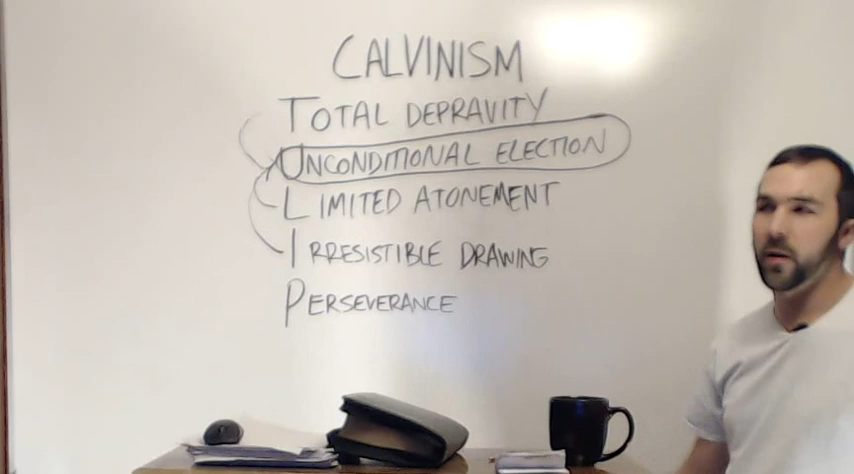 CALVINISM
TOTAL DEPRAVITY
UNCONDITIONAL ELECTION
LIMITED ATONEMENT
IRRESISTIBLE DRAWING
PERSEVERANCE